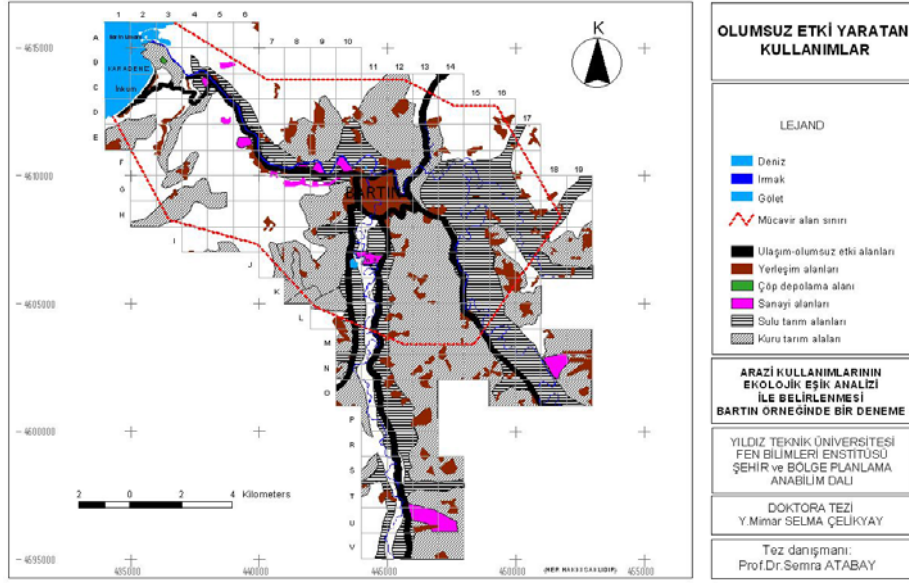 OLUMSUZ ETKİ YARATAN
KULLANIMLAR
LEJAND
Deniz
Irmak
Gölet
Mücavir alan sınırı
Ulaşım-olumsuz etki alanları
Yerleşim alanları
Çöp depolama alanı
Sanayi alanları
Sulu tarım alanları
Kuru tarım alaları
ARAZİ KULLANIMLARININ
EKOLOJİK EŞİK ANALİZİ
İLE BELİRLENMESİ
BARTIN ÖRNEĞİNDE BİR DENEME
YILDIZ TEKNİK ÜNİVERSİTESİ
FEN BİLİMLERİ ENSTİTÜSÜ
ŞEHİR ve BÖLGE PLANLAMA
ANABİLİM DALI
DOKTORA TEZİ
Y.Mimar SELMA ÇELİKYAY
Tez danışmanı:
Prof.Dr.Semra ATABAY
K
1 2 3 4 5 6
7 8 9 10
11 12 13 14
15 16
17
18 19
A
B
C
D
E
F
G
H
I
J
K
L
M
N
O
P
R
S
T
U
V
KARADENİZ
İnkum
BARTIN
4615000
4610000
4605000
4600000
4595000
435000
440000
445000
450000
455000
2 0 2 4 Kilometers
(HER HAKKI SAKLIDIR)